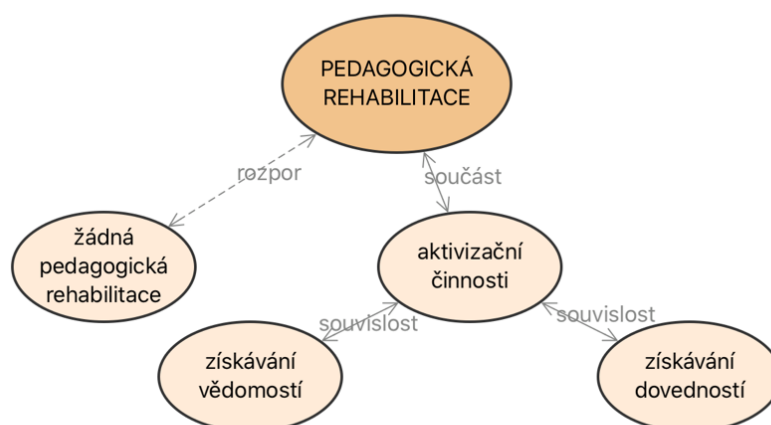 PEDAGOGICKÁ
REHABILITACE
rozpor
součást
žádná
pedagogická
rehabilitace
aktivizační
činnosti
souvislost
souvislost
získávání
vědomostí
získávání
dovedností